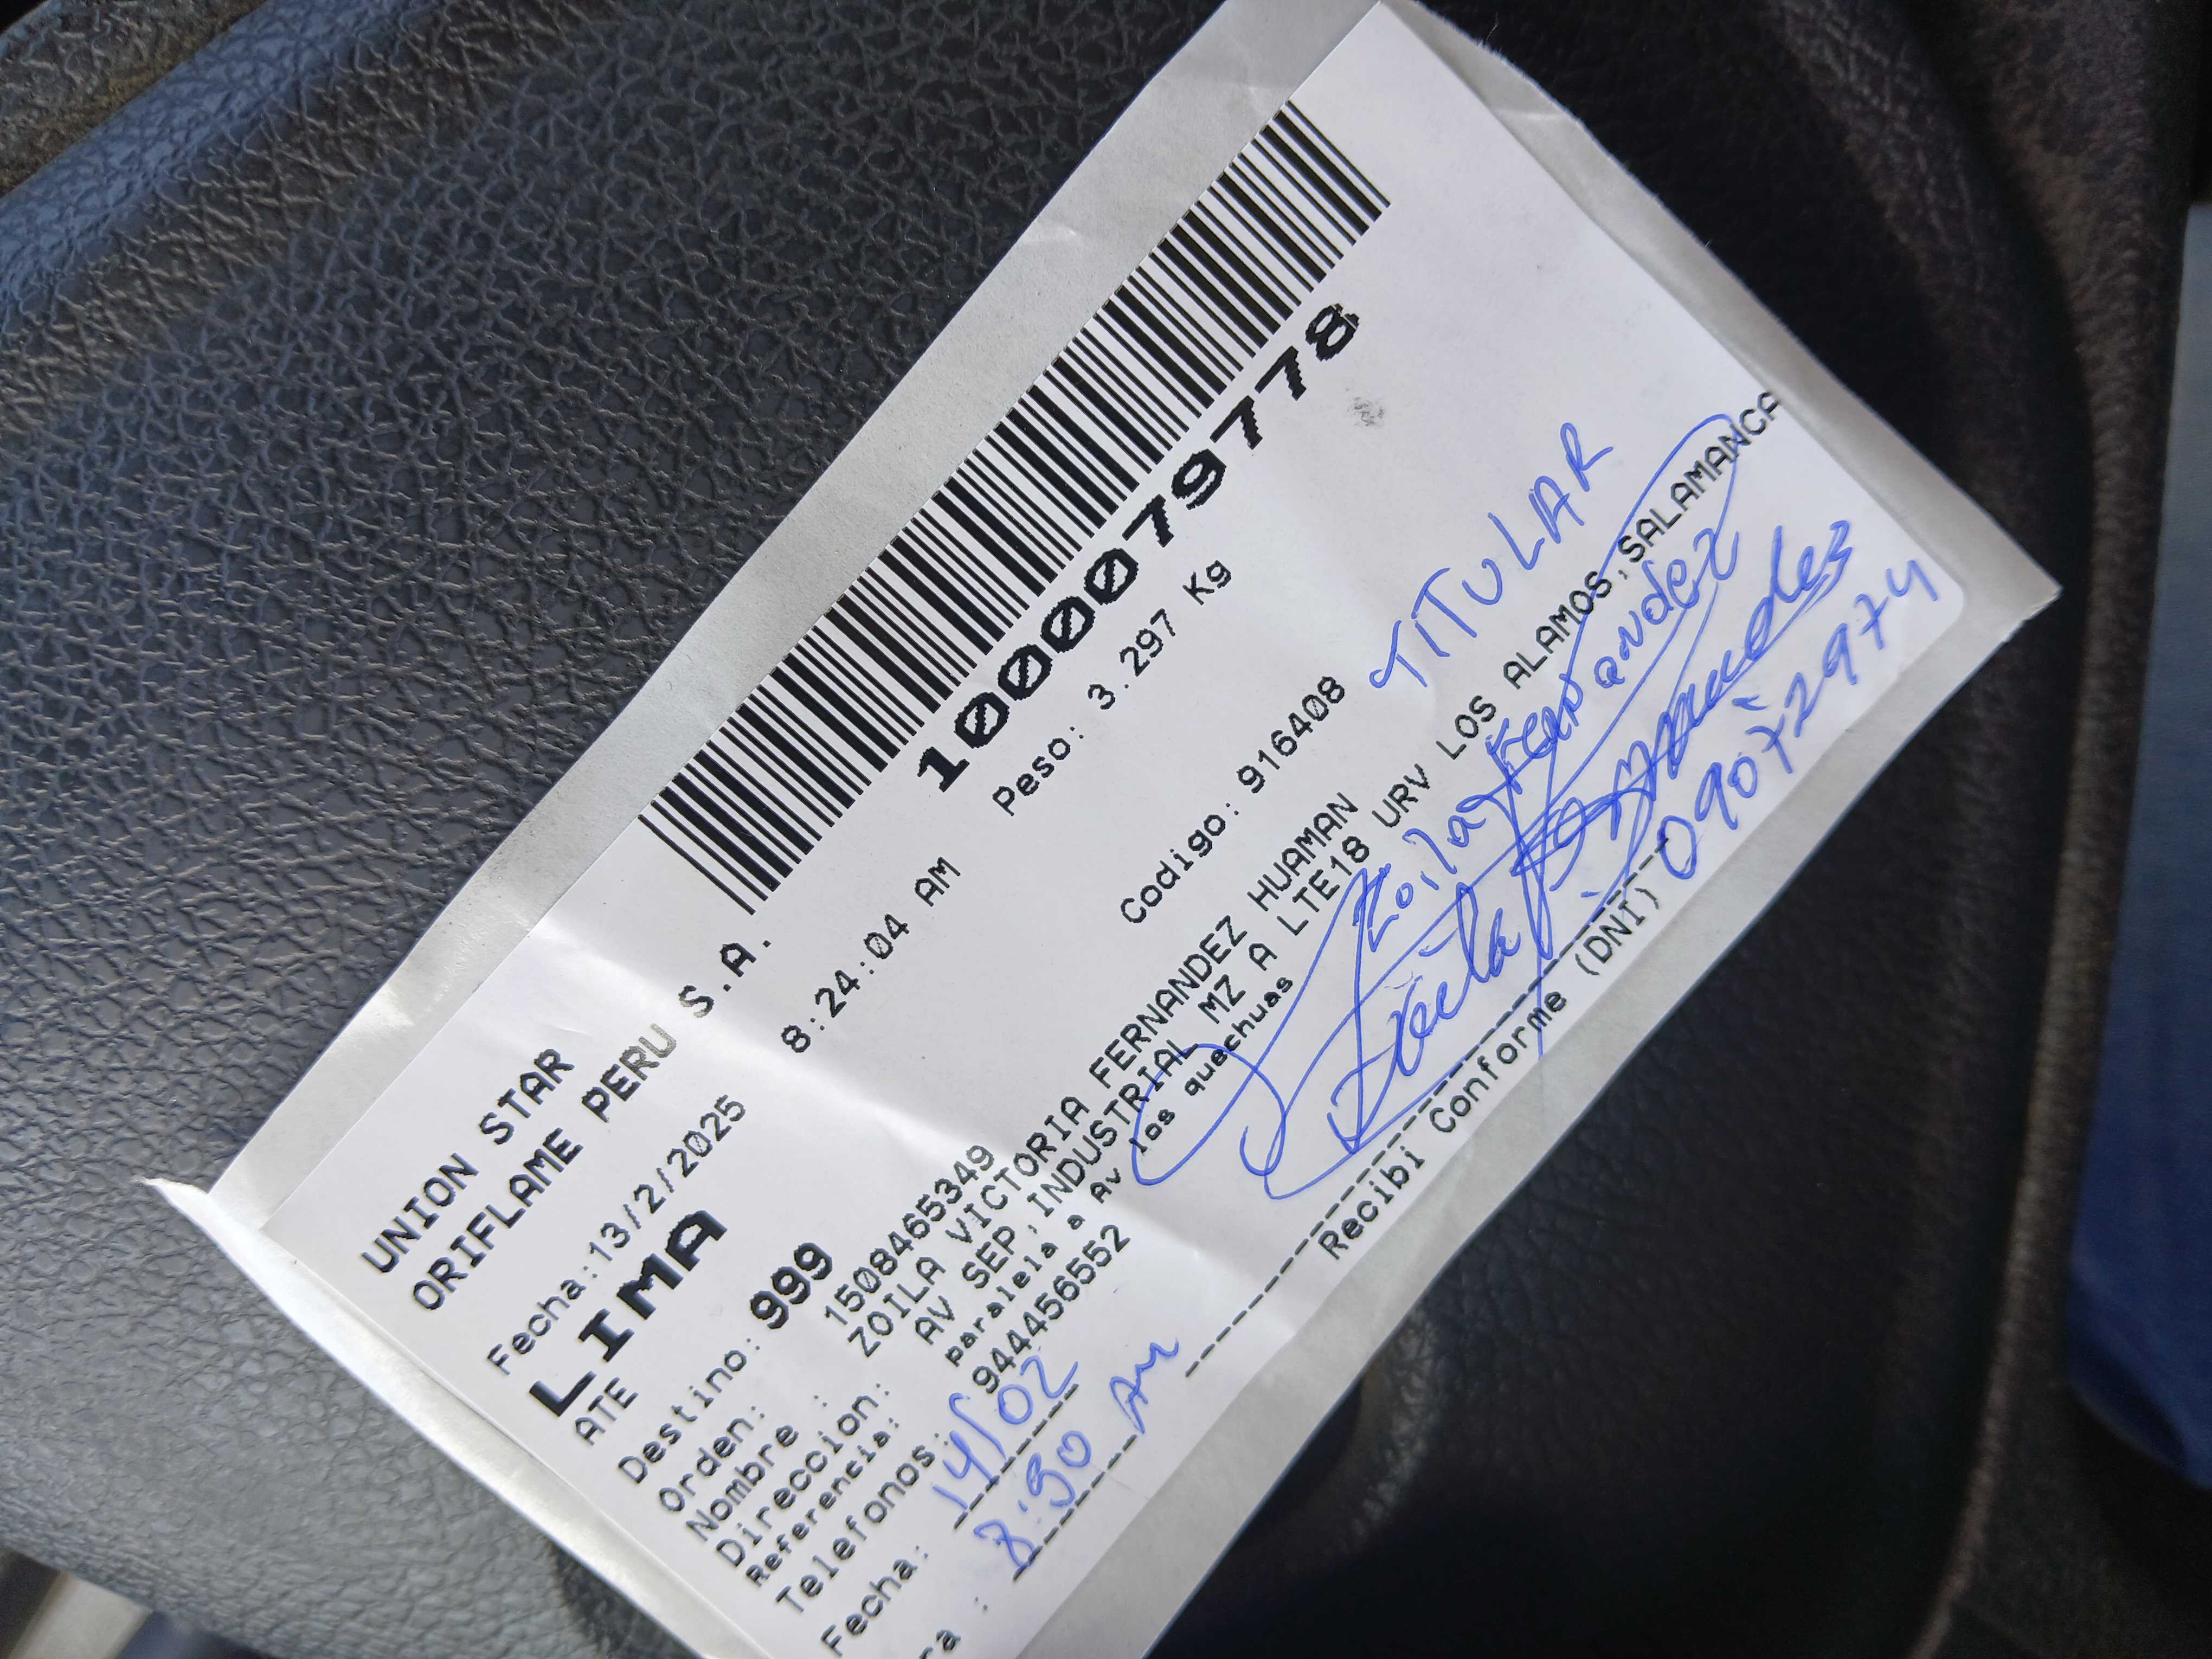 UNION STAR
ORIFLAME PERU S.A.
Fecha:13/2/2025 8:24:04 AM
10000797778
LIMA
Peso: 3.297 Kg
ATE
Destino: 999
Orden: 1508465349 Codigo: 916408
TITULAR
Nombre : ZOILA VICTORIA FERNANDEZ HUAMAN
Direccion: AV SEP,INDUSTRIAL MZ A LTE18 URV LOS ALAMOS,SALAMANCA
Referencia: paralela a Av los quechuas
Telefonos: 944456552
Zoila Fernandez
Fecha: 14/02
09072974
ra : 8:30 AM
Recibi Conforme (DNI)